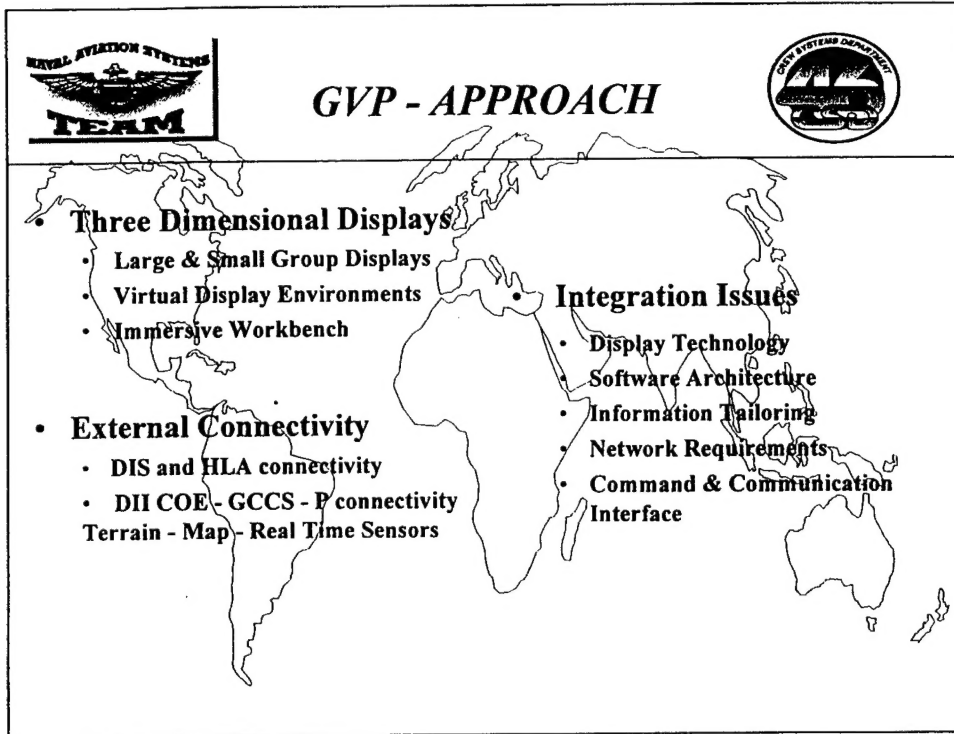 NAVAL AVIATION SYSTEMS
TEAM
GVP - APPROACH
CREW SYSTEMS DEPARTMENT
• Three Dimensional Displays
• Large & Small Group Displays
• Virtual Display Environments
• Immersive Workbench
• External Connectivity
• DIS and HLA connectivity
• DII COE - GCCS - P connectivity
Terrain - Map - Real Time Sensors
• Integration Issues
• Display Technology
• Software Architecture
• Information Tailoring
• Network Requirements
• Command & Communication
Interface